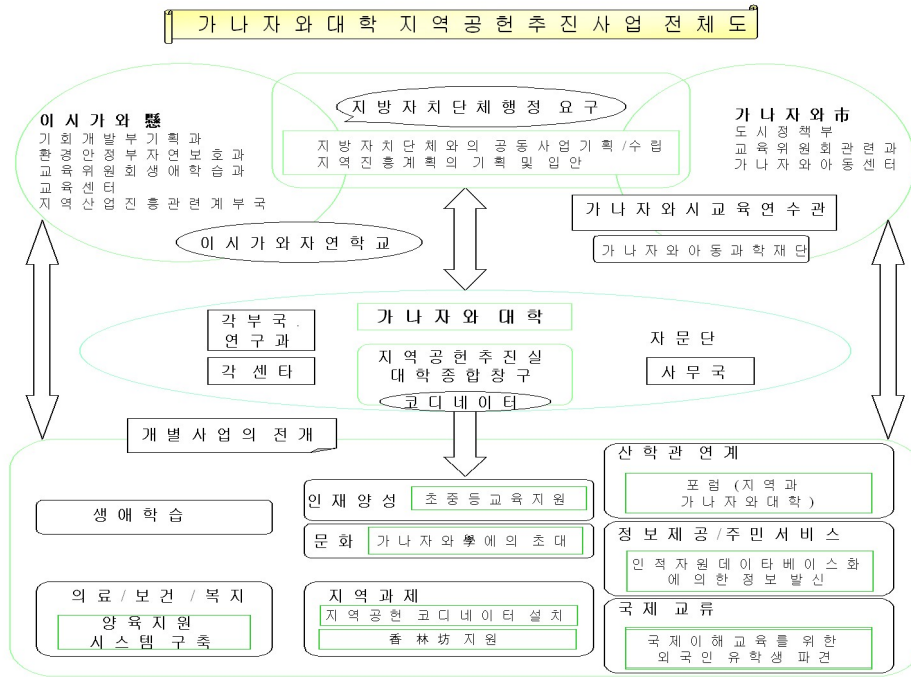 가나자와대학 지역공헌추진사업 전체도
이시가와 懸
기회개발부기획과
환경안정부자연보호과
교육위원회생애학습과
교육센터
지역산업진흥관련계부국
지방자치단체행정 요구
지방자치단체와의 공동사업기획/수립
지역진흥계획의 기획 및 입안
가나자와市
도시정책부
교육위원회관련과
가나자와아동센터
이시가와자연학교
가나자와시교육연수관
가나자와아동과학재단
각부국.
연구과
각 센타
가나자와 대학
지역공헌추진실
대학종합창구
코디네이터
자문단
사무국
개별사업의 전개
생애학습
의료/보건 /복지
양육지원
시스템 구축
인재양성
초중등교육지원
문화
가나자와學에의 초대
지역과제
지역공헌 코디네이터 설치
香林坊 지원
산학관 연계
포럼 (지역과
가나자와대학)
정보제공/주민서비스
인적자원데이타베이스화
에 의한 정보 발신
국제 교류
국제이해교육를 위한
외국인 유학생 파견